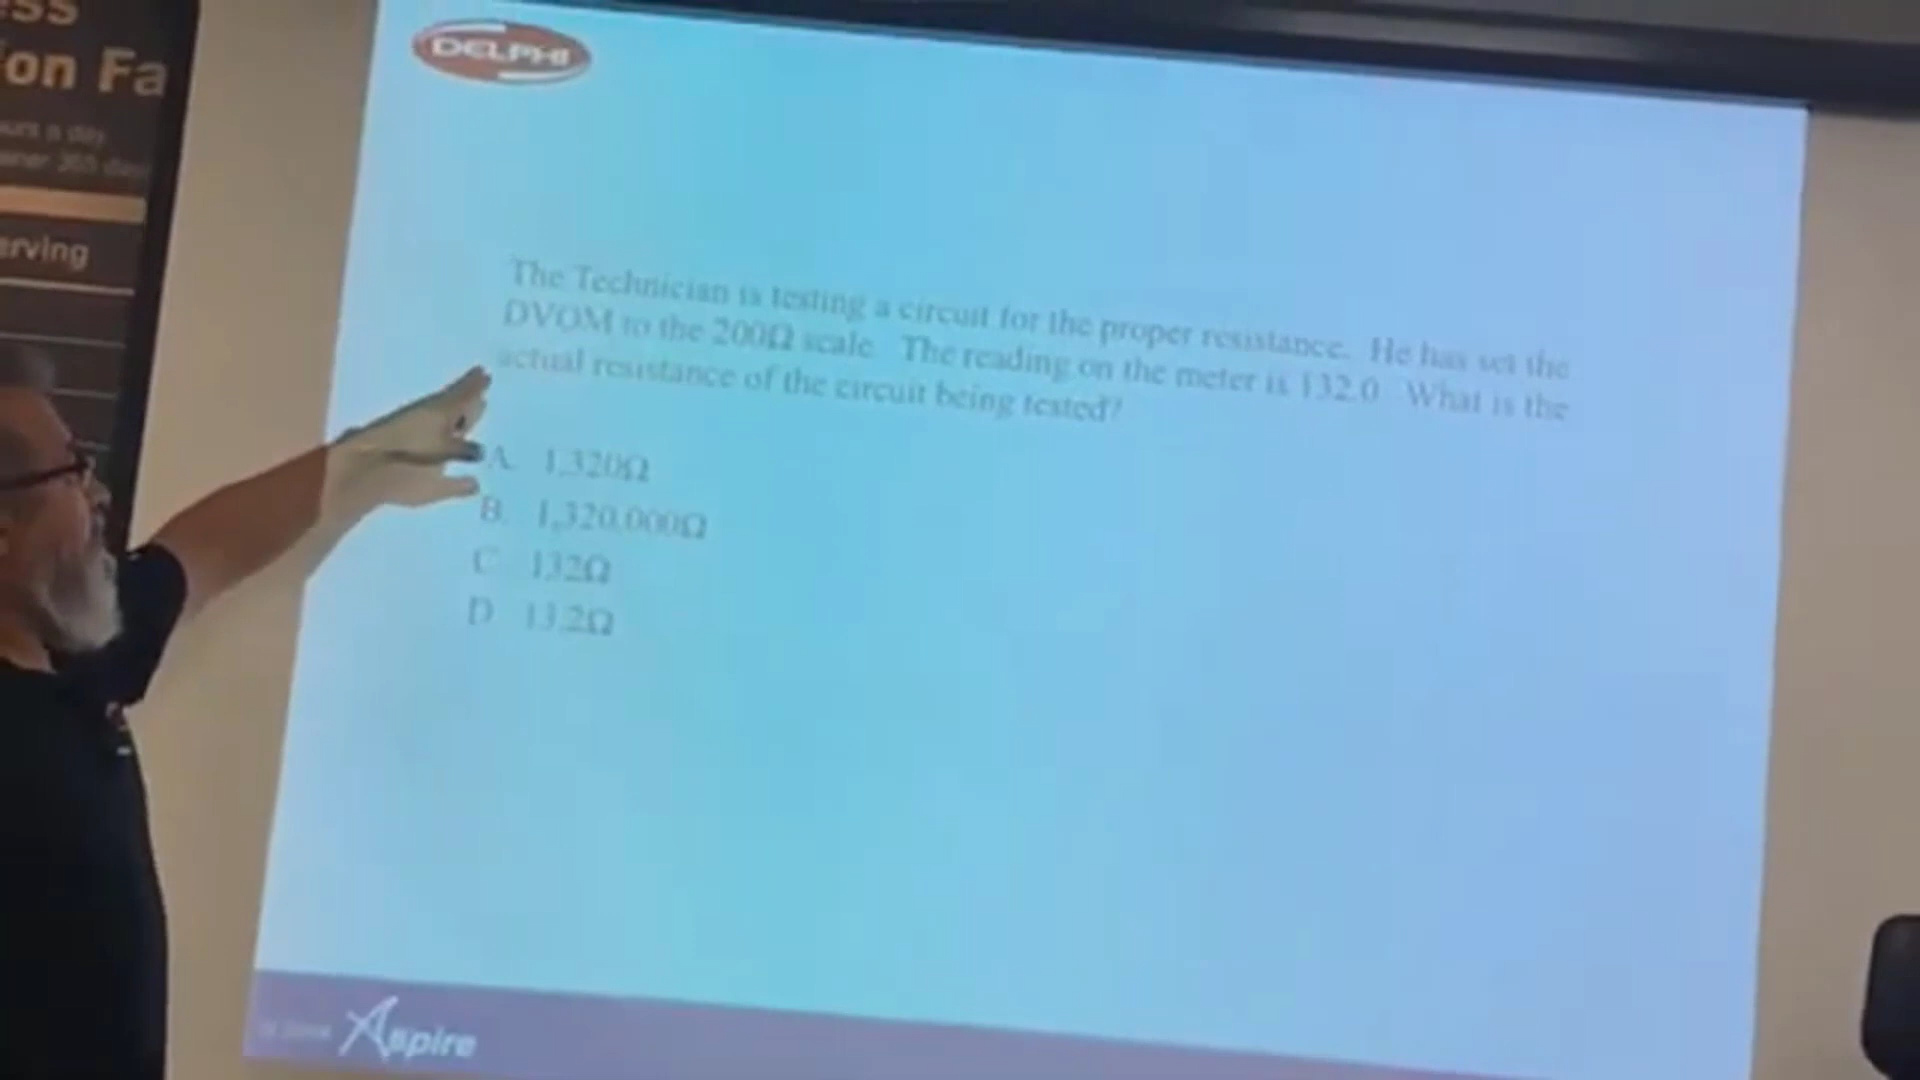 ss
on Fa
erving
DELPHI
The Technician is testing a circuit for the proper resistance. He has set the
DVOM to the 200Ω scale. The reading on the meter is 132.0. What is the
actual resistance of the circuit being tested?
A. 1,320Ω
B. 1,320,000Ω
C. 132Ω
D. 13.2Ω
Aspire